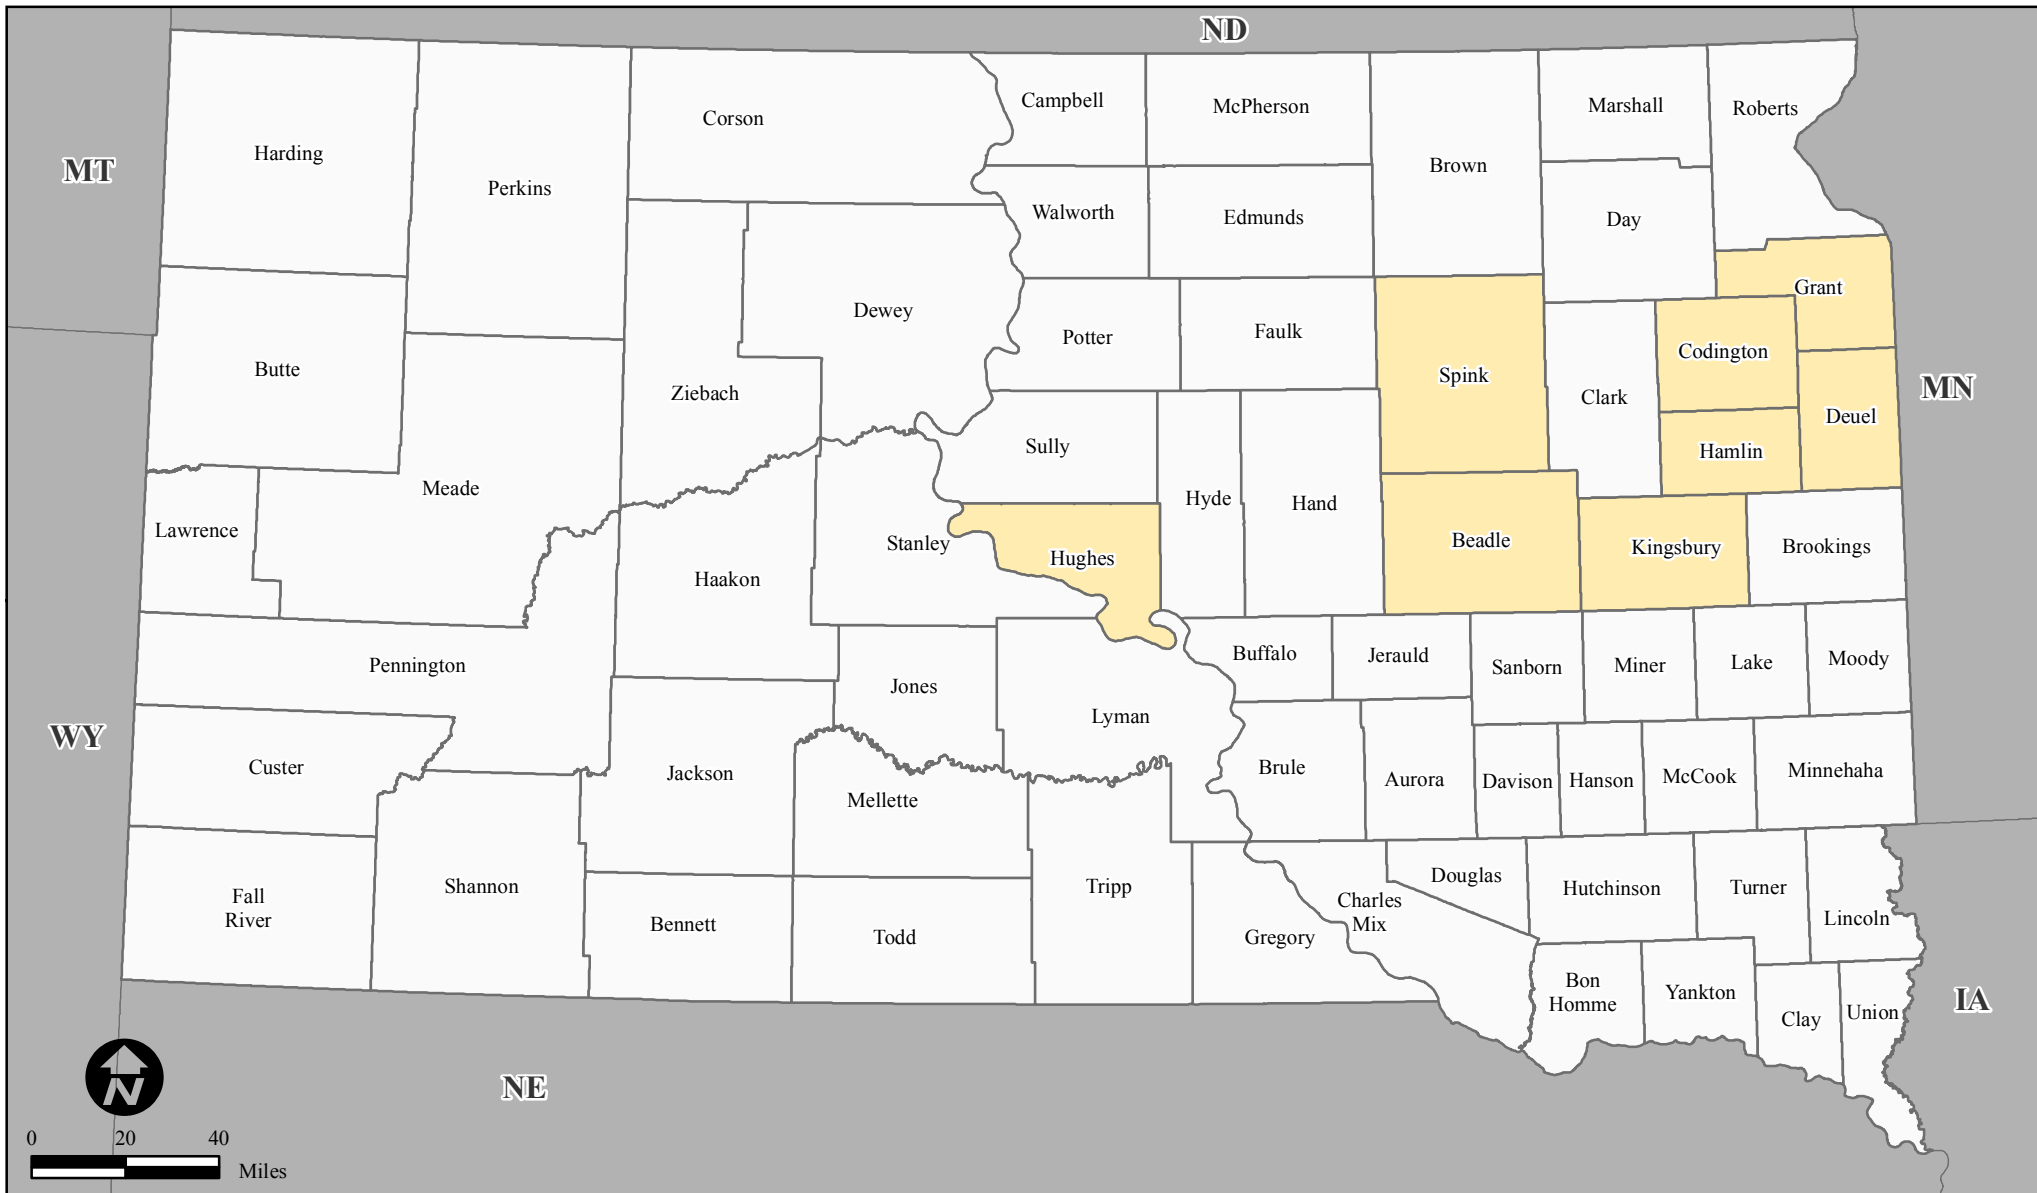 ND
Campbell
McPherson
Marshall
Roberts
Corson
Harding
Brown
MT
Perkins
Walworth
Edmunds
Day
Grant
Dewey
Potter
Faulk
Codington
Butte
Spink
MN
Ziebach
Clark
Deuel
Sully
Hamlin
Meade
Hyde
Hand
Lawrence
Stanley
Hughes
Beadle
Kingsbury
Brookings
Haakon
Pennington
Buffalo
Jerauld
Sanborn
Miner
Lake
Moody
Jones
Lyman
WY
Custer
Jackson
Brule
Aurora
Davison
Hanson
McCook
Minnehaha
Mellette
Shannon
Tripp
Douglas
Hutchinson
Turner
Fall
River
Charles
Mix
Lincoln
Bennett
Todd
Gregory
Bon
Homme
Yankton
IA
Clay
Union
N
NE
0 20 40
Miles